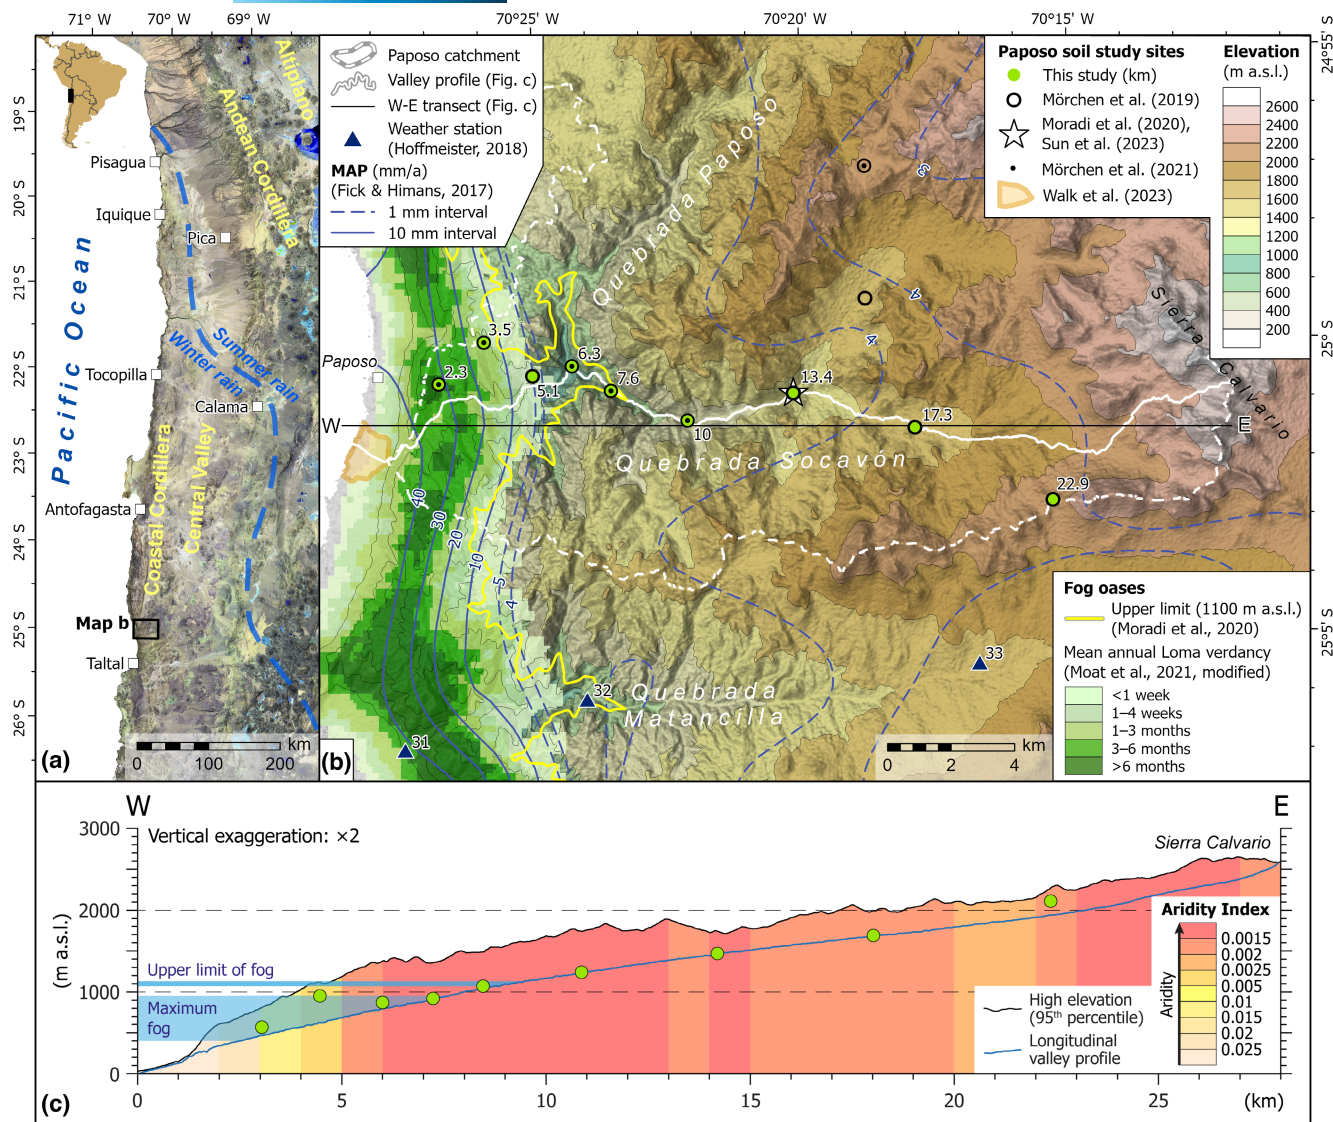 71° W
70° W
69° W
70°25' W
70°20' W
70°15' W
24°55' S
25° S
25°5' S
19° S
20° S
21° S
22° S
23° S
24° S
25° S
26° S
Pacific Ocean
Altiplano
Andean Cordillera
Coastal Cordillera
Central Valley
Summer rain
Winter rain
Pisagua
Iquique
Pica
Tocopilla
Calama
Antofagasta
Map b
Taltal
km
0 100 200
(a)
Paposo catchment
Valley profile (Fig. c)
W-E transect (Fig. c)
Weather station
(Hoffmeister, 2018)
MAP (mm/a)
(Fick & Himans, 2017)
1 mm interval
10 mm interval
Paposo soil study sites
This study (km)
Mörchen et al. (2019)
Moradi et al. (2020),
Sun et al. (2023)
Mörchen et al. (2021)
Walk et al. (2023)
Elevation
(m a.s.l.)
2600
2400
2200
2000
1800
1600
1400
1200
1000
800
600
400
200
Quebrada Paposo
Sierra Calvario
Quebrada Socavón
Quebrada
Matancilla
Paposo
W
E
2.3
3.5
5.1
6.3
7.6
10
13.4
17.3
22.9
3
4
4
40
30
20
10
5
4
31
32
33
km
0 2 4
(b)
Fog oases
Upper limit (1100 m a.s.l.)
(Moradi et al., 2020)
Mean annual Loma verdancy
(Moat et al., 2021, modified)
<1 week
1–4 weeks
1–3 months
3–6 months
>6 months
W
E
Vertical exaggeration: ×2
Sierra Calvario
3000
2000
1000
0
(m a.s.l.)
Upper limit of fog
Maximum
fog
High elevation
(95th percentile)
Longitudinal
valley profile
Aridity Index
Aridity
0.0015
0.002
0.0025
0.005
0.01
0.015
0.02
0.025
0 5 10 15 20 25 (km)
(c)